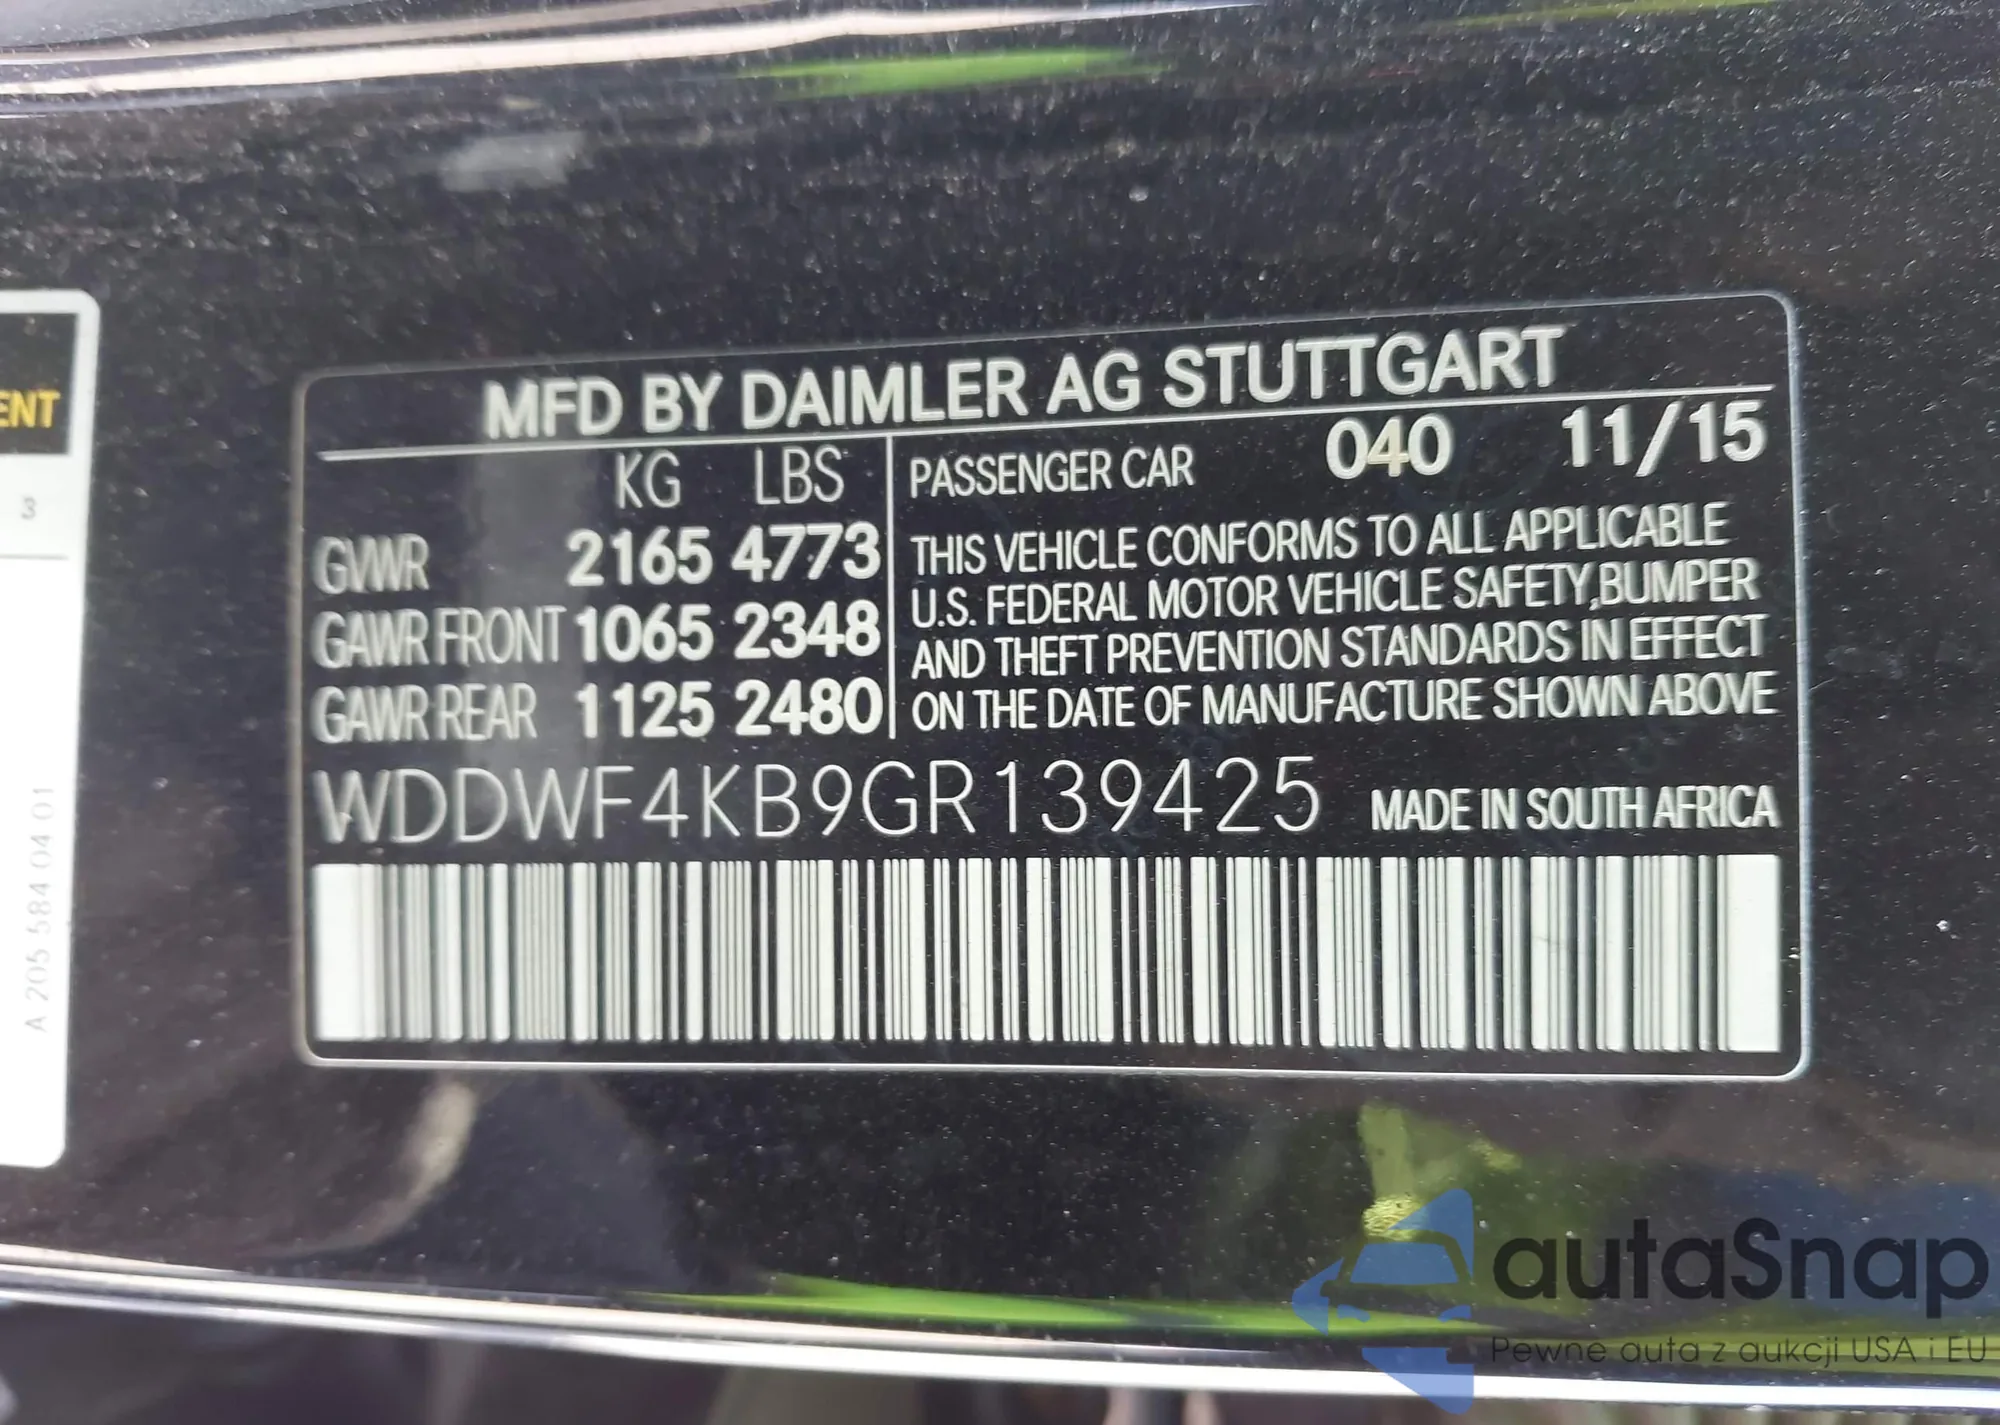 MFD BY DAIMLER AG STUTTGART
KG LBS
GVWR 2165 4773
GAWR FRONT 1065 2348
GAWR REAR 1125 2480
PASSENGER CAR 040 11/15
THIS VEHICLE CONFORMS TO ALL APPLICABLE
U.S. FEDERAL MOTOR VEHICLE SAFETY,BUMPER
AND THEFT PREVENTION STANDARDS IN EFFECT
ON THE DATE OF MANUFACTURE SHOWN ABOVE
WDDWF4KB9GR139425 MADE IN SOUTH AFRICA
ENT
3
A 205 584 04 01
autaSnap
Pewne auta z aukcji USA i EU